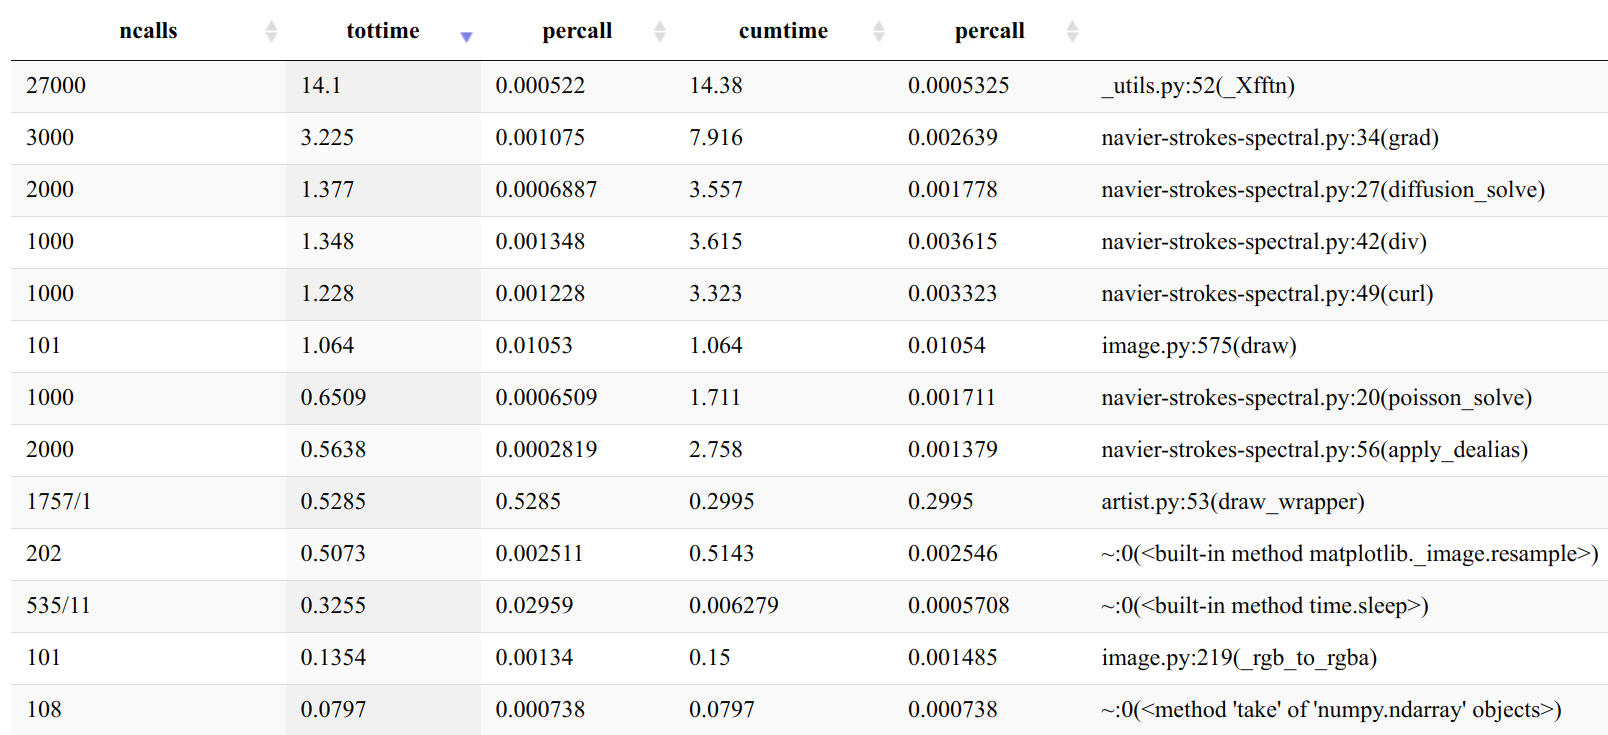 ncalls tottime percall cumtime percall
27000 14.1 0.000522 14.38 0.0005325 _utils.py:52(_Xfftn)
3000 3.225 0.001075 7.916 0.002639 navier-strokes-spectral.py:34(grad)
2000 1.377 0.0006887 3.557 0.001778 navier-strokes-spectral.py:27(diffusion_solve)
1000 1.348 0.001348 3.615 0.003615 navier-strokes-spectral.py:42(div)
1000 1.228 0.001228 3.323 0.003323 navier-strokes-spectral.py:49(curl)
101 1.064 0.01053 1.064 0.01054 image.py:575(draw)
1000 0.6509 0.0006509 1.711 0.001711 navier-strokes-spectral.py:20(poisson_solve)
2000 0.5638 0.0002819 2.758 0.001379 navier-strokes-spectral.py:56(apply_dealias)
1757/1 0.5285 0.5285 0.2995 0.2995 artist.py:53(draw_wrapper)
202 0.5073 0.002511 0.5143 0.002546 ~:0(<built-in method matplotlib._image.resample>)
535/11 0.3255 0.02959 0.006279 0.0005708 ~:0(<built-in method time.sleep>)
101 0.1354 0.00134 0.15 0.001485 image.py:219(_rgb_to_rgba)
108 0.0797 0.000738 0.0797 0.000738 ~:0(<method 'take' of 'numpy.ndarray' objects>)